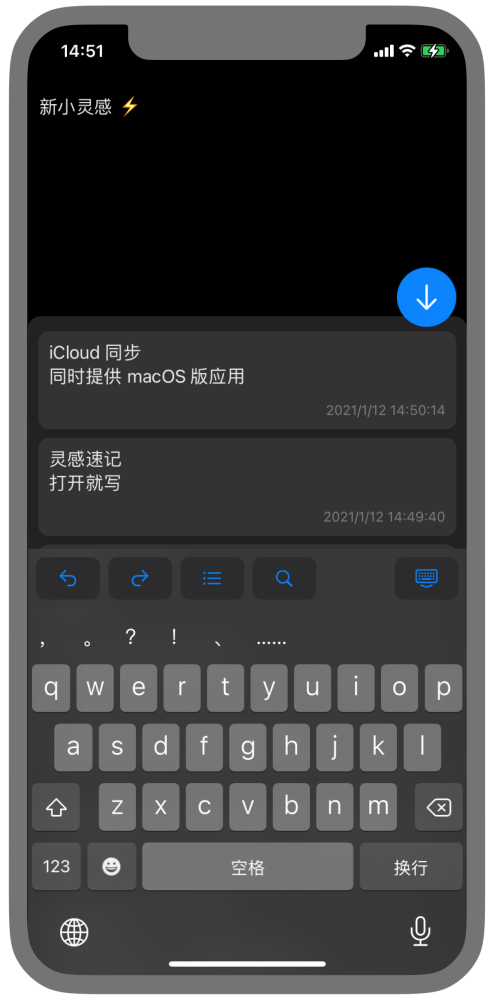 14:51
新小灵感 ⚡
iCloud 同步
同时提供 macOS 版应用
2021/1/12 14:50:14
灵感速记
打开就写
2021/1/12 14:49:40
， 。 ? ! 、 ……
q w e r t y u i o p
a s d f g h j k l
z x c v b n m
123 空格 换行